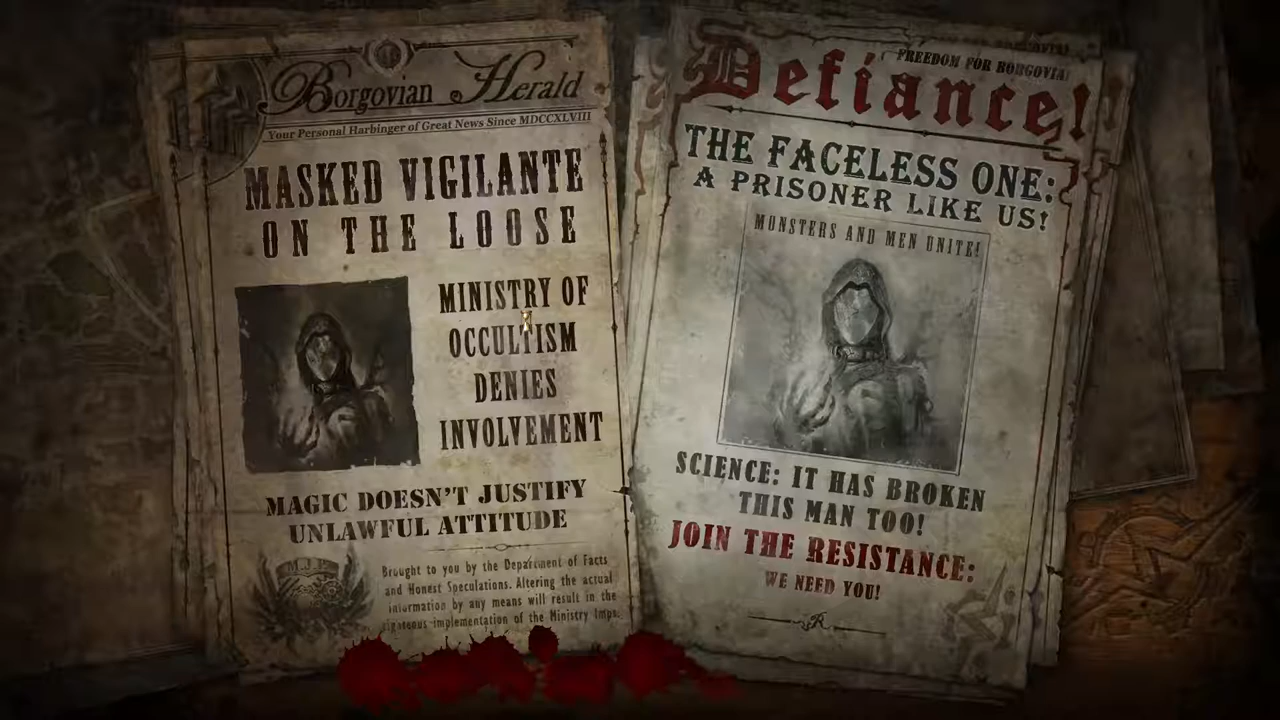 Borgovian Herald
Your Personal Harbinger of Great News Since MDCCXLVIII
MASKED VIGILANTE
ON THE LOOSE
MINISTRY OF
OCCULTISM
DENIES
INVOLVEMENT
MAGIC DOESN'T JUSTIFY
UNLAWFUL ATTITUDE
M.J.P.
Brought to you by the Department of Facts
and Honest Speculations. Altering the actual
information by any means will result in the
rigoteous implementation of the Ministry Imps.
FREEDOM FOR BORGOVIA!
Defiance!
THE FACELESS ONE:
A PRISONER LIKE US!
MONSTERS AND MEN UNITE!
SCIENCE: IT HAS BROKEN
THIS MAN TOO!
JOIN THE RESISTANCE:
WE NEED YOU!
R